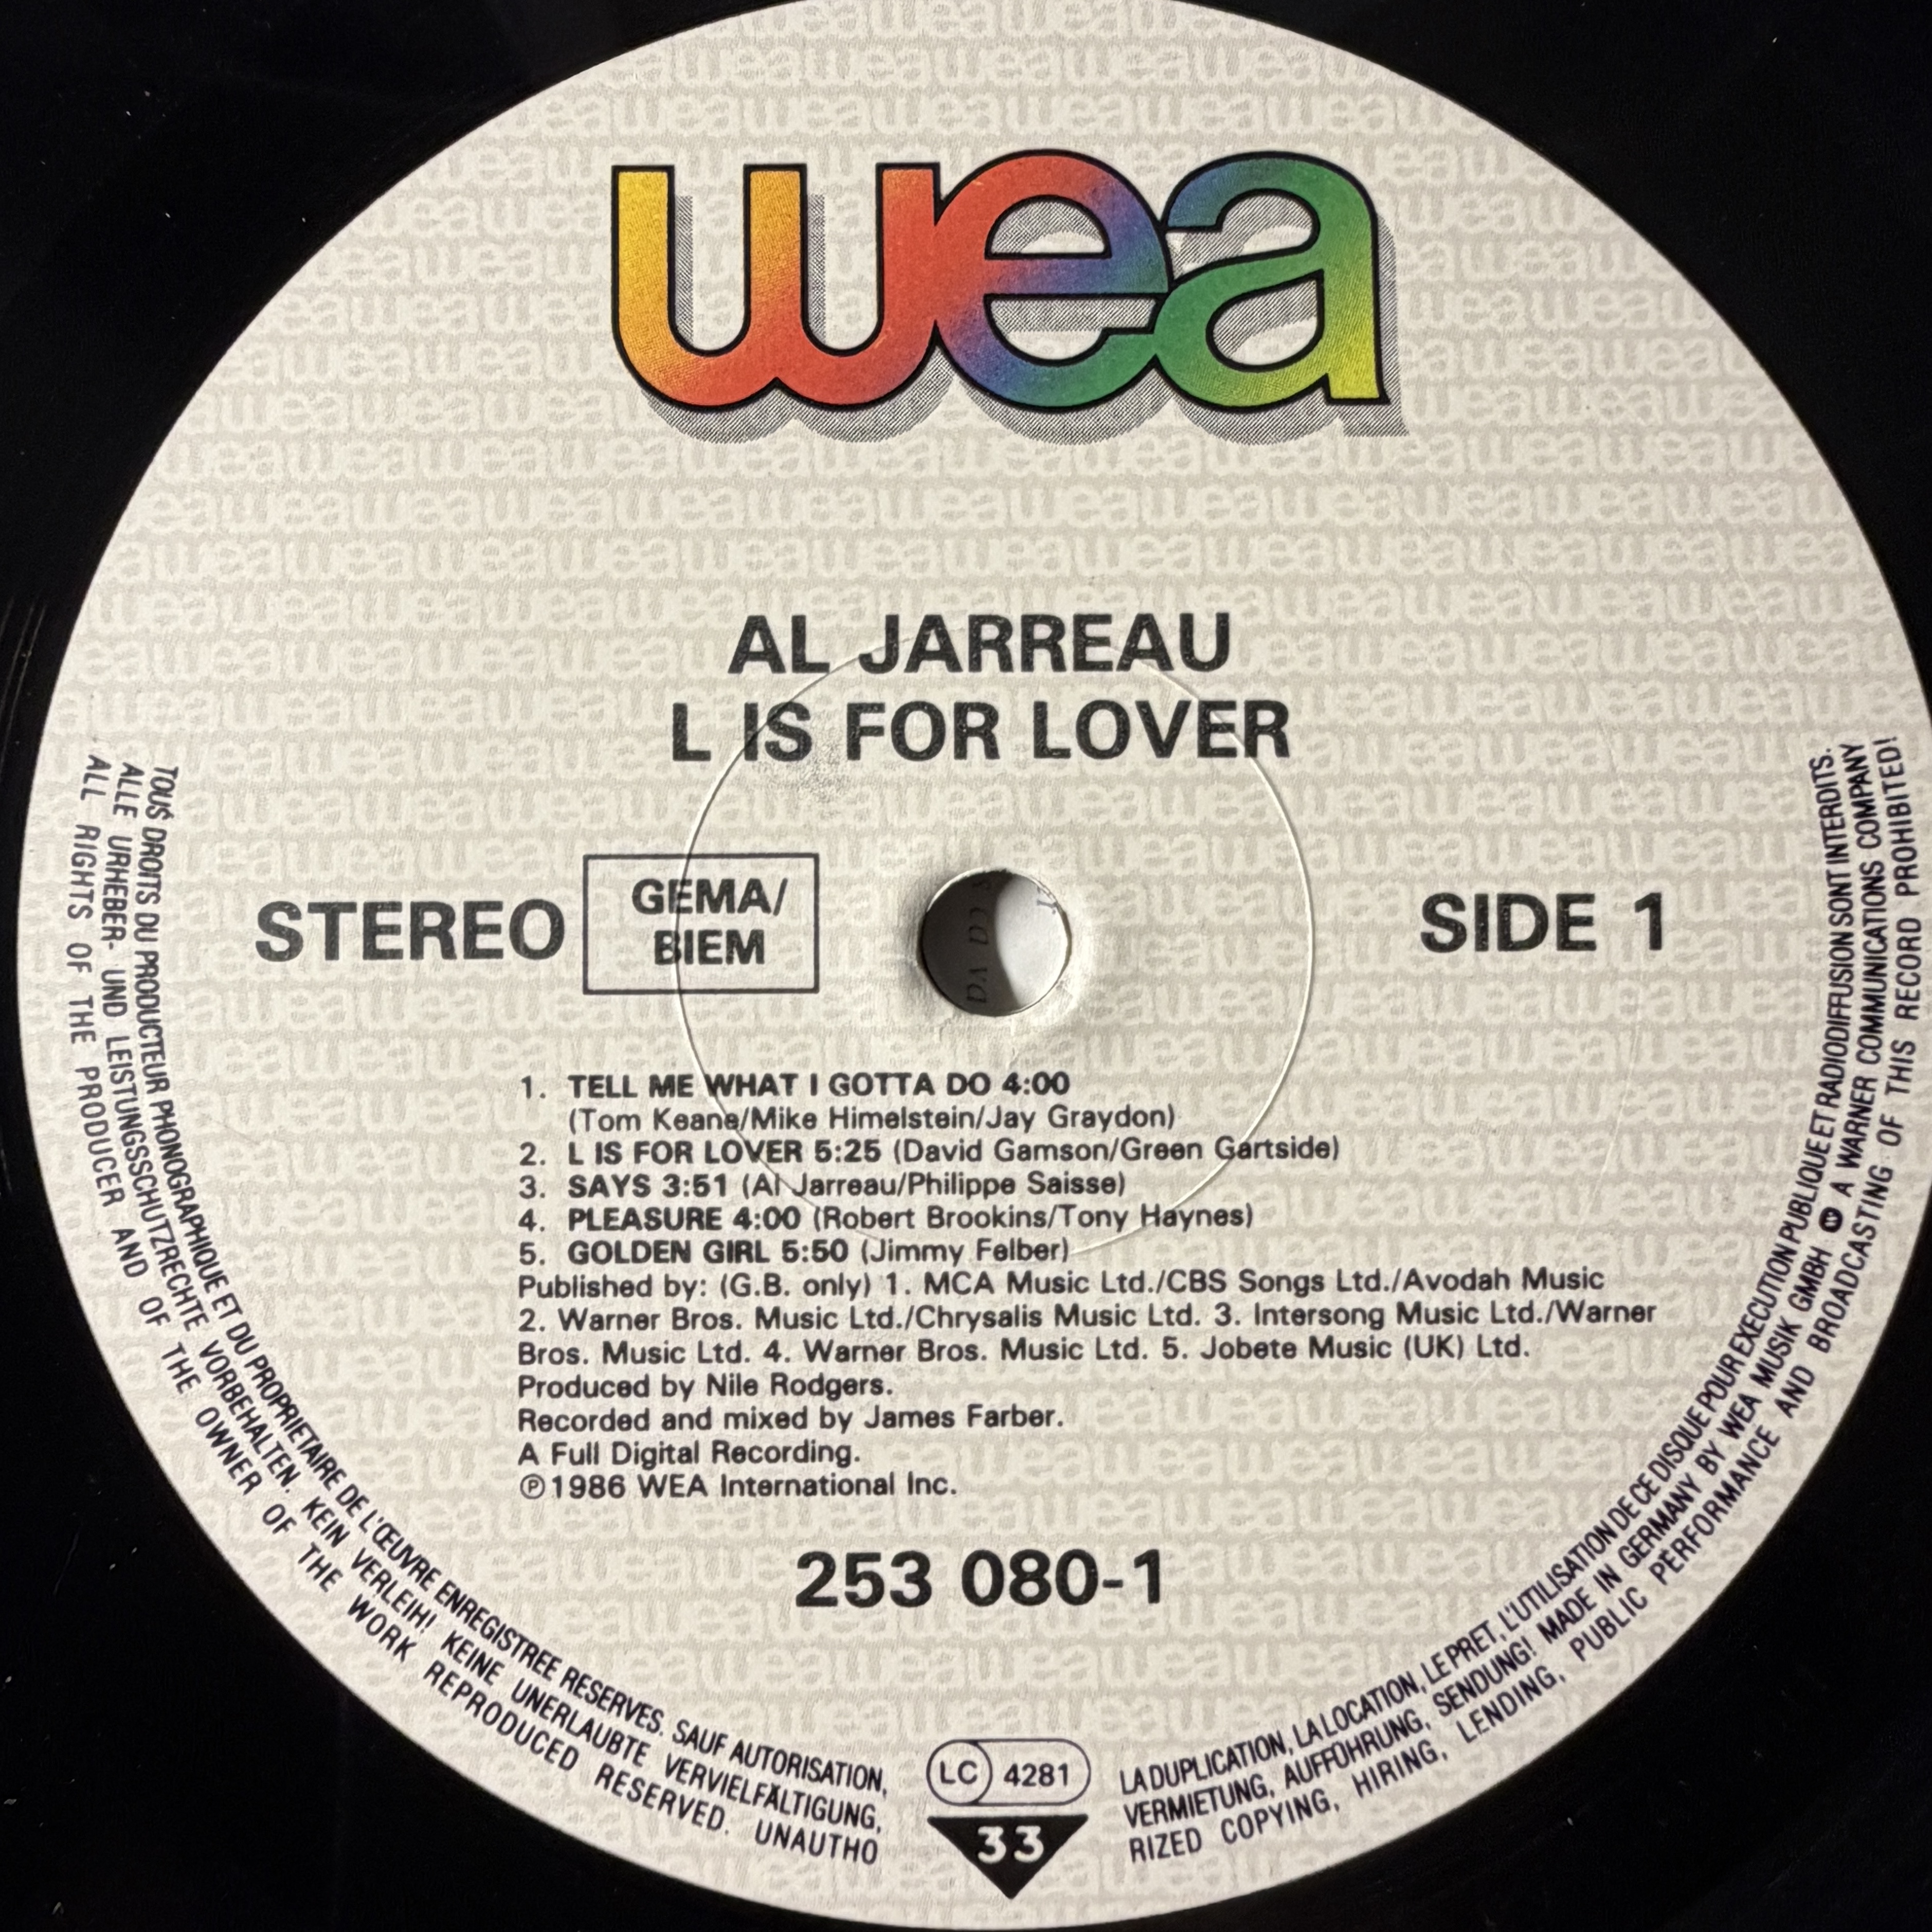 wea
AL JARREAU
L IS FOR LOVER
STEREO
GEMA/
BIEM
SIDE 1
1. TELL ME WHAT I GOTTA DO 4:00
(Tom Keane/Mike Himelstein/Jay Graydon)
2. L IS FOR LOVER 5:25 (David Gamson/Green Gartside)
3. SAYS 3:51 (Al Jarreau/Philippe Saisse)
4. PLEASURE 4:00 (Robert Brookins/Tony Haynes)
5. GOLDEN GIRL 5:50 (Jimmy Felber)
Published by: (G.B. only) 1. MCA Music Ltd./CBS Songs Ltd./Avodah Music
2. Warner Bros. Music Ltd./Chrysalis Music Ltd. 3. Intersong Music Ltd./Warner
Bros. Music Ltd. 4. Warner Bros. Music Ltd. 5. Jobete Music (UK) Ltd.
Produced by Nile Rodgers.
Recorded and mixed by James Farber.
A Full Digital Recording.
℗1986 WEA International Inc.
253 080-1
LC 4281
33
TOUS DROITS DU PRODUCTEUR PHONOGRAPHIQUE ET DU PROPRIETAIRE DE L'ŒUVRE ENREGISTREE RESERVES. SAUF AUTORISATION, LA DUPLICATION, LA LOCATION, LE PRET, L'UTILISATION DE CE DISQUE POUR EXECUTION PUBLIQUE ET RADIODIFFUSION SONT INTERDITS.
ALLE URHEBER- UND LEISTUNGSSCHUTZRECHTE VORBEHALTEN. KEIN VERLEIH! KEINE UNERLAUBTE VERVIELFÄLTIGUNG, VERMIETUNG, AUFFÜHRUNG, SENDUNG! MADE IN GERMANY BY WEA MUSIK GMBH A WARNER COMMUNICATIONS COMPANY
ALL RIGHTS OF THE PRODUCER AND OF THE OWNER OF THE WORK REPRODUCED RESERVED. UNAUTHORIZED COPYING, HIRING, LENDING, PUBLIC PERFORMANCE AND BROADCASTING OF THIS RECORD PROHIBITED!